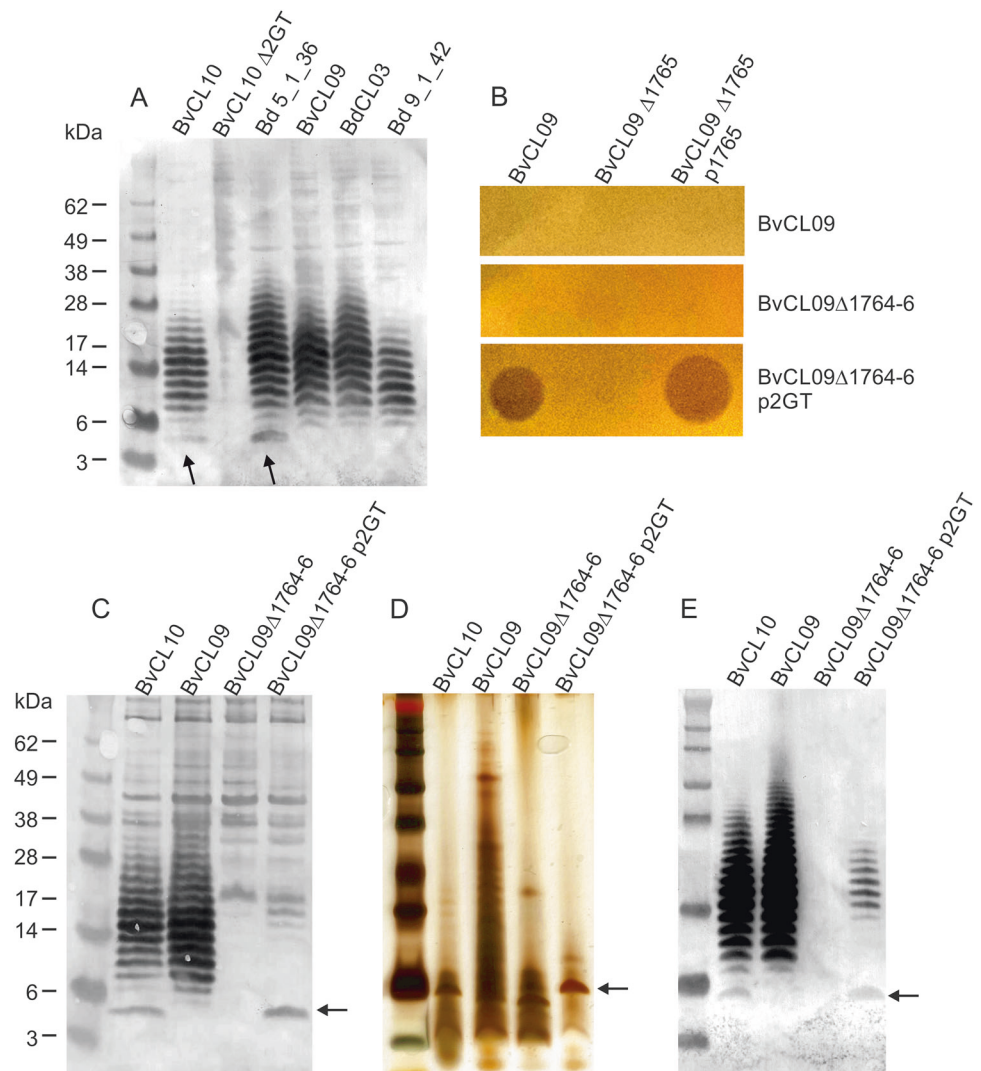 A
kDa
BvCL10
BvCL10 Δ2GT
Bd 5_1_36
BvCL09
BdCL03
Bd 9_1_42
62
49
38
28
17
14
6
3
B
BvCL09
BvCL09 Δ1765
BvCL09 Δ1765
p1765
BvCL09
BvCL09Δ1764-6
BvCL09Δ1764-6
p2GT
C
kDa
BvCL10
BvCL09
BvCL09Δ1764-6
BvCL09Δ1764-6 p2GT
62
49
38
28
17
14
6
3
D
BvCL10
BvCL09
BvCL09Δ1764-6
BvCL09Δ1764-6 p2GT
E
BvCL10
BvCL09
BvCL09Δ1764-6
BvCL09Δ1764-6 p2GT